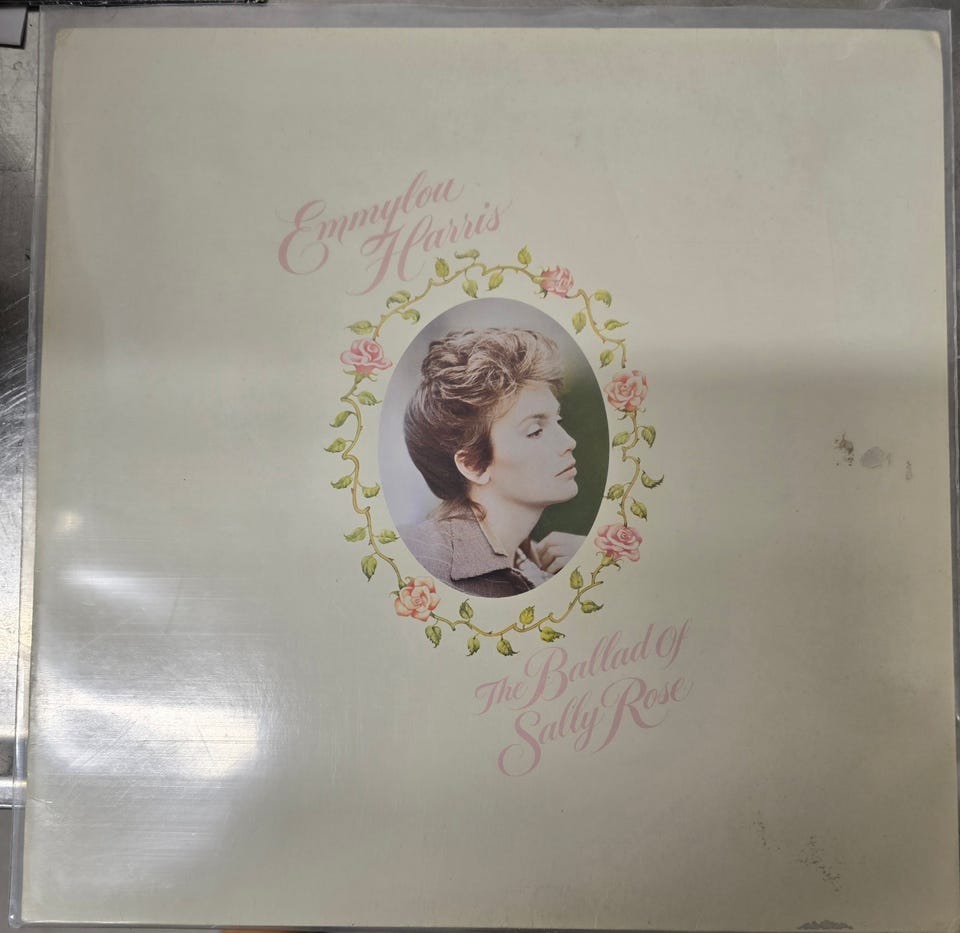 Emmylou
Harris
The Ballad Of
Sally Rose